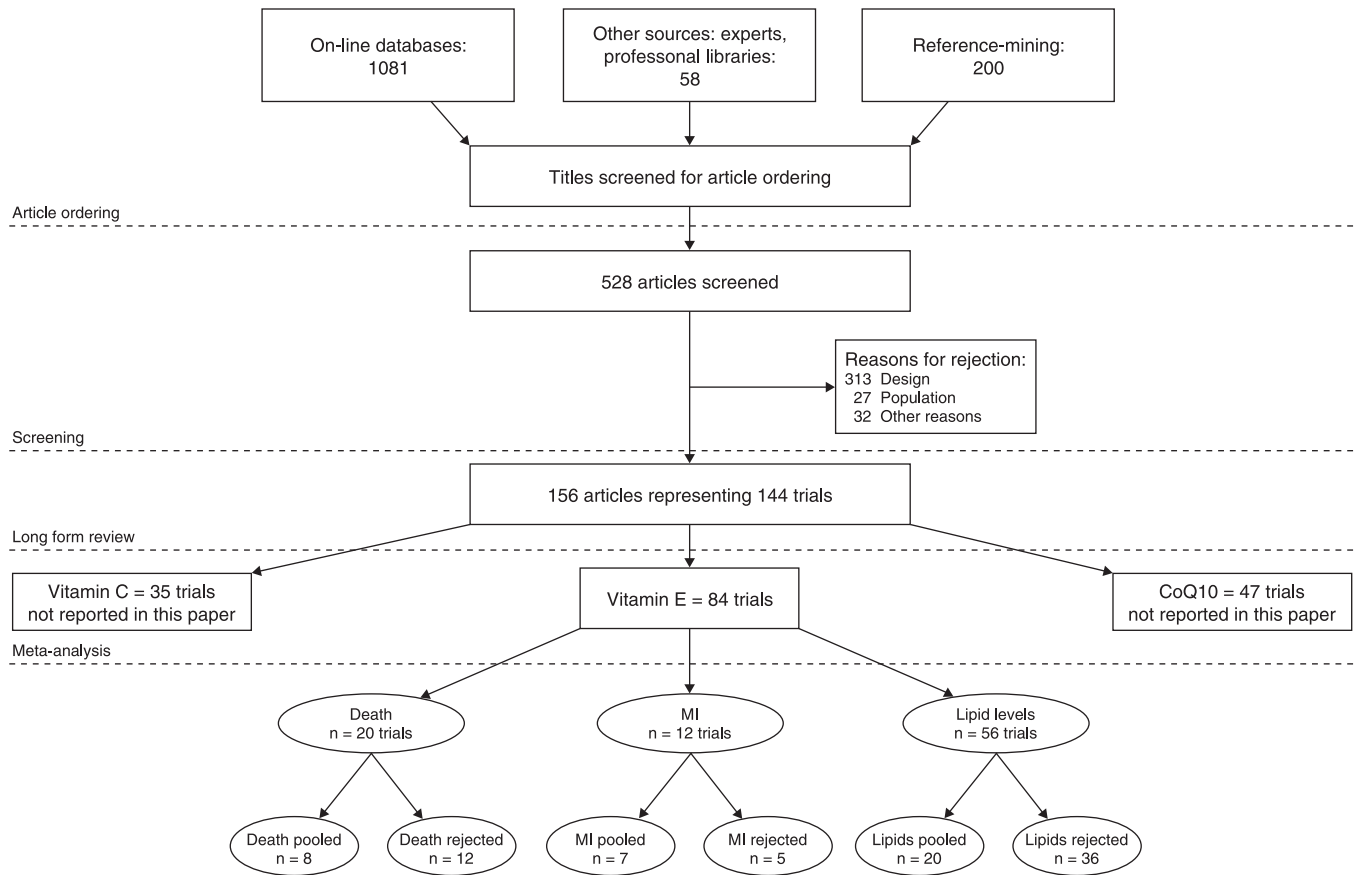 On-line databases:
1081
Other sources: experts,
professonal libraries:
58
Reference-mining:
200
Titles screened for article ordering
Article ordering
528 articles screened
Reasons for rejection:
313 Design
27 Population
32 Other reasons
Screening
156 articles representing 144 trials
Long form review
Vitamin C = 35 trials
not reported in this paper
Vitamin E = 84 trials
CoQ10 = 47 trials
not reported in this paper
Meta-analysis
Death
n = 20 trials
MI
n = 12 trials
Lipid levels
n = 56 trials
Death pooled
n = 8
Death rejected
n = 12
MI pooled
n = 7
MI rejected
n = 5
Lipids pooled
n = 20
Lipids rejected
n = 36